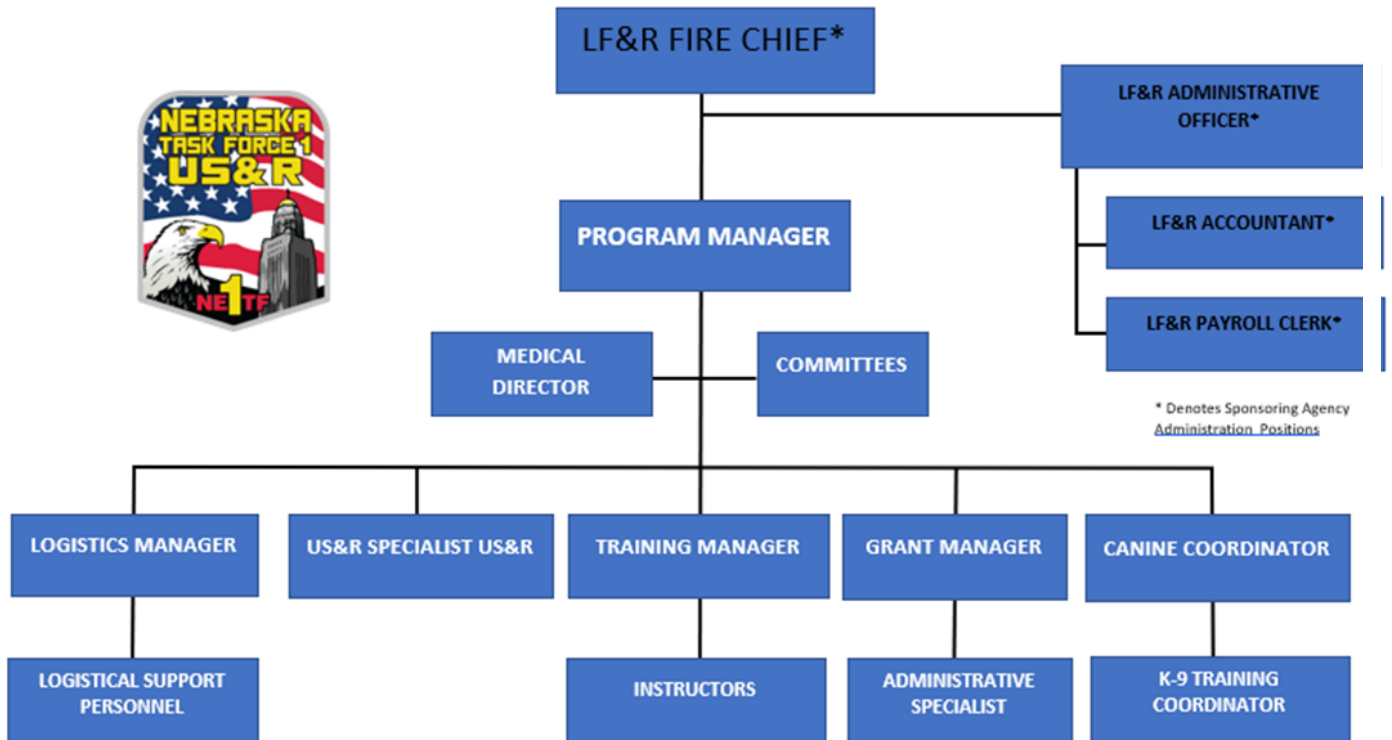 LF&R FIRE CHIEF*
LF&R ADMINISTRATIVE
OFFICER*
NEBRASKA
TASK FORCE 1
US&R
NE1TF
LF&R ACCOUNTANT*
PROGRAM MANAGER
LF&R PAYROLL CLERK*
MEDICAL
DIRECTOR
COMMITTEES
* Denotes Sponsoring Agency
Administration Positions
LOGISTICS MANAGER
US&R SPECIALIST US&R
TRAINING MANAGER
GRANT MANAGER
CANINE COORDINATOR
LOGISTICAL SUPPORT
PERSONNEL
INSTRUCTORS
ADMINISTRATIVE
SPECIALIST
K-9 TRAINING
COORDINATOR